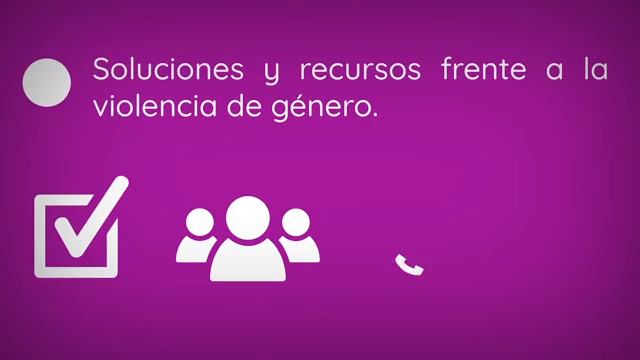 Soluciones y recursos frente a la
violencia de género.